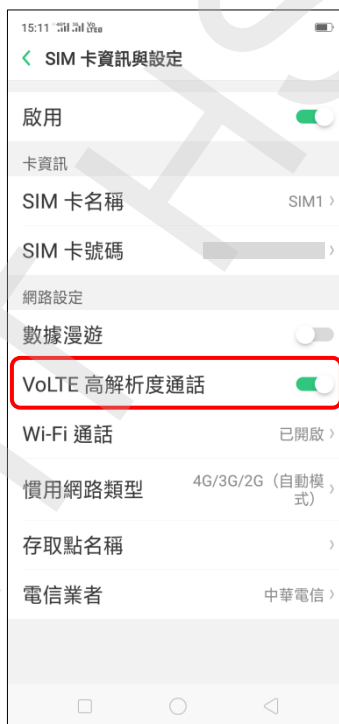 15:11
SIM 卡資訊與設定
啟用
卡資訊
SIM 卡名稱 SIM1
SIM 卡號碼
網路設定
數據漫遊
VoLTE 高解析度通話
Wi-Fi 通話 已開啟
慣用網路類型 4G/3G/2G（自動模
式）
存取點名稱
電信業者 中華電信